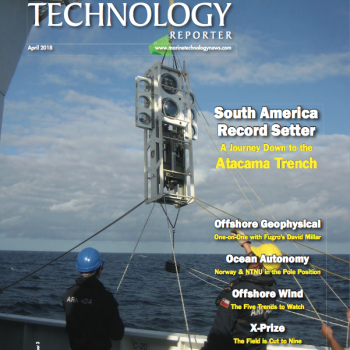 TECHNOLOGY
REPORTER
April 2018
www.marinetechnologynews.com
South America
Record Setter
A Journey Down to the
Atacama Trench
Offshore Geophysical
One-on-One with Fugro's David Millar
Ocean Autonomy
Norway & NTNU in the Pole Position
Offshore Wind
The Five Trends to Watch
X-Prize
The Field is Cut to Nine